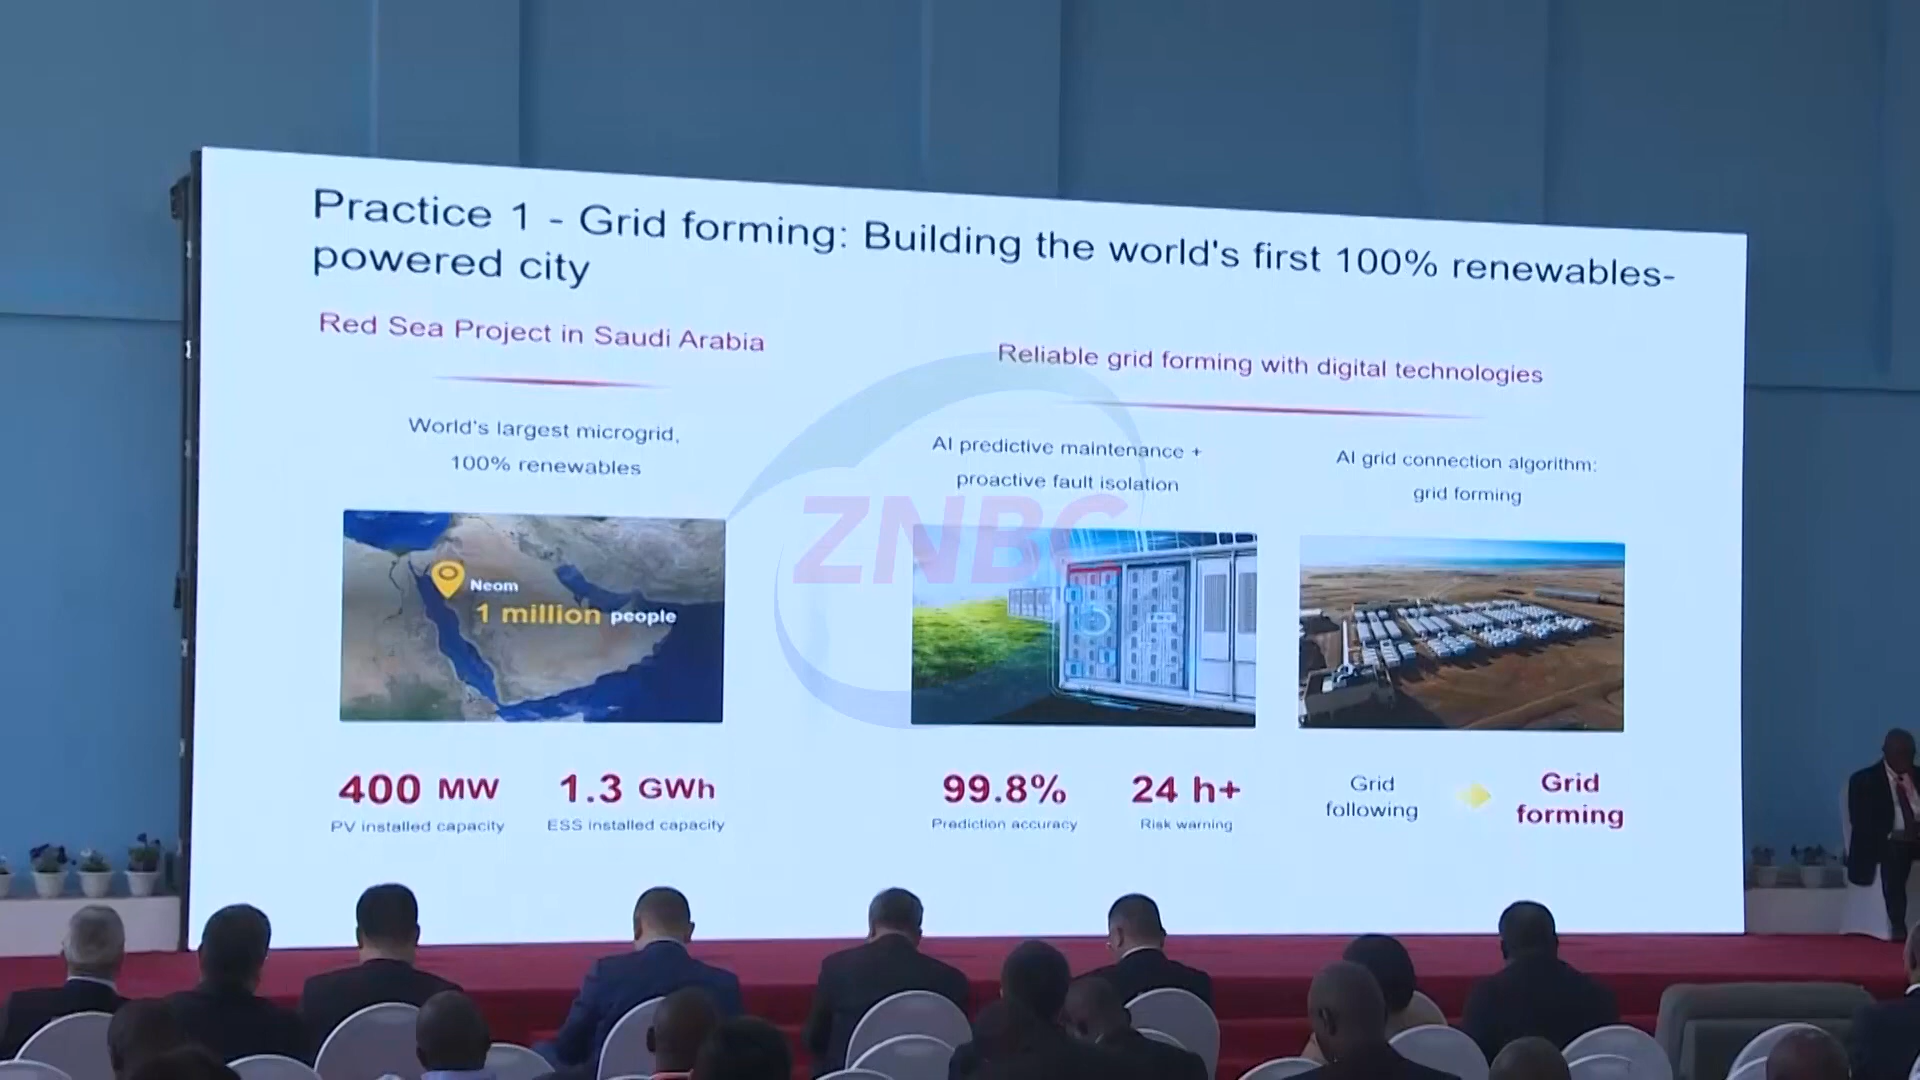 Practice 1 - Grid forming: Building the world's first 100% renewables-
powered city
Red Sea Project in Saudi Arabia
World's largest microgrid,
100% renewables
Neom
1 million people
400 MW
PV installed capacity
1.3 GWh
ESS installed capacity
Reliable grid forming with digital technologies
AI predictive maintenance +
proactive fault isolation
99.8%
Prediction accuracy
24 h+
Risk warning
AI grid connection algorithm:
grid forming
Grid
following
Grid
forming
ZNBC